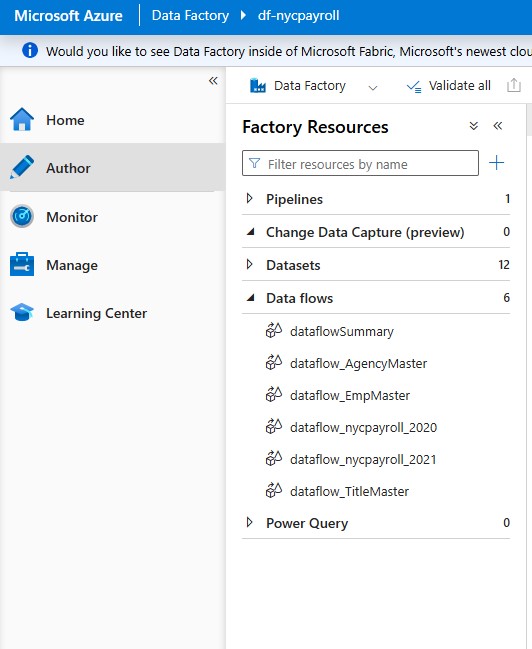 Microsoft Azure Data Factory df-nycpayroll
Would you like to see Data Factory inside of Microsoft Fabric, Microsoft's newest clou
Home
Author
Monitor
Manage
Learning Center
Data Factory Validate all
Factory Resources
Filter resources by name
Pipelines 1
Change Data Capture (preview) 0
Datasets 12
Data flows 6
dataflowSummary
dataflow_AgencyMaster
dataflow_EmpMaster
dataflow_nycpayroll_2020
dataflow_nycpayroll_2021
dataflow_TitleMaster
Power Query 0